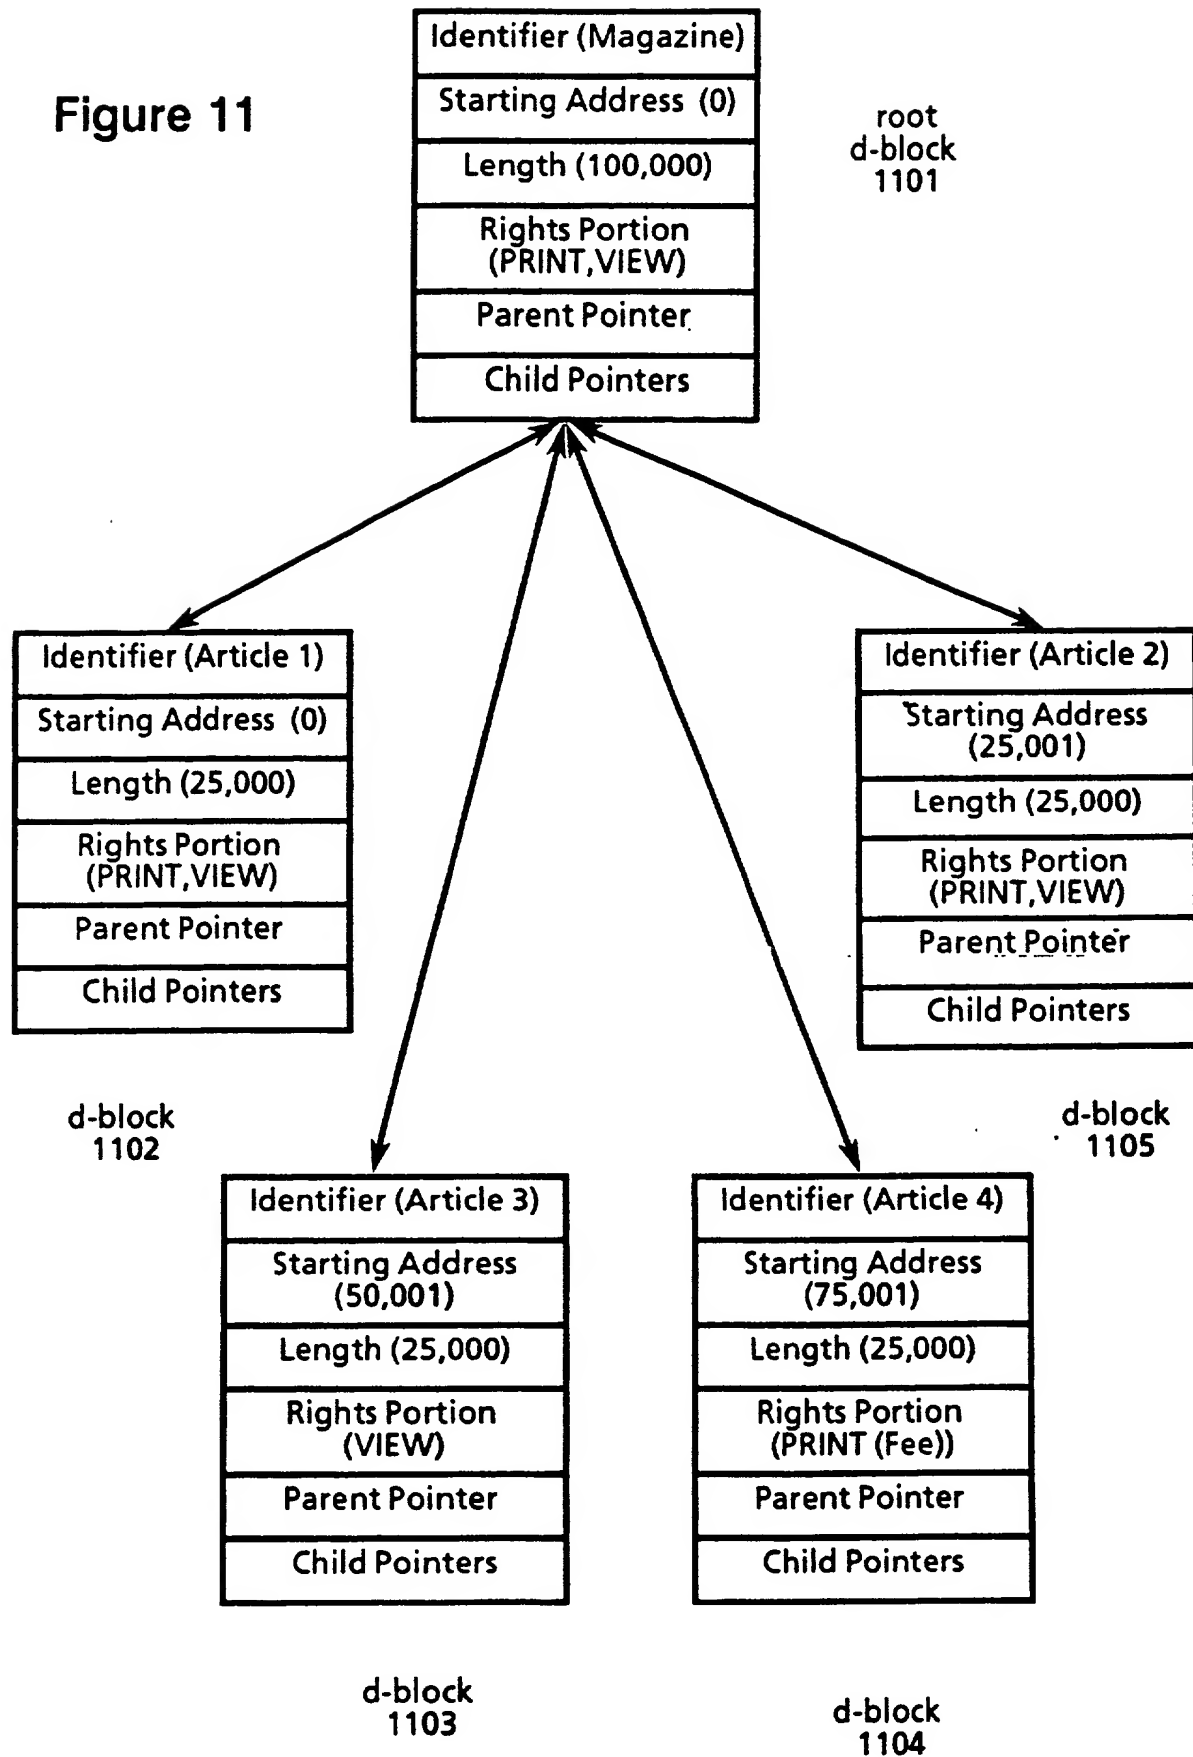 Figure 11
Identifier (Magazine)
Starting Address (0)
Length (100,000)
Rights Portion
(PRINT,VIEW)
Parent Pointer
Child Pointers
root
d-block
1101
Identifier (Article 1)
Starting Address (0)
Length (25,000)
Rights Portion
(PRINT,VIEW)
Parent Pointer
Child Pointers
d-block
1102
Identifier (Article 2)
Starting Address
(25,001)
Length (25,000)
Rights Portion
(PRINT,VIEW)
Parent Pointer
Child Pointers
d-block
1105
Identifier (Article 3)
Starting Address
(50,001)
Length (25,000)
Rights Portion
(VIEW)
Parent Pointer
Child Pointers
d-block
1103
Identifier (Article 4)
Starting Address
(75,001)
Length (25,000)
Rights Portion
(PRINT (Fee))
Parent Pointer
Child Pointers
d-block
1104